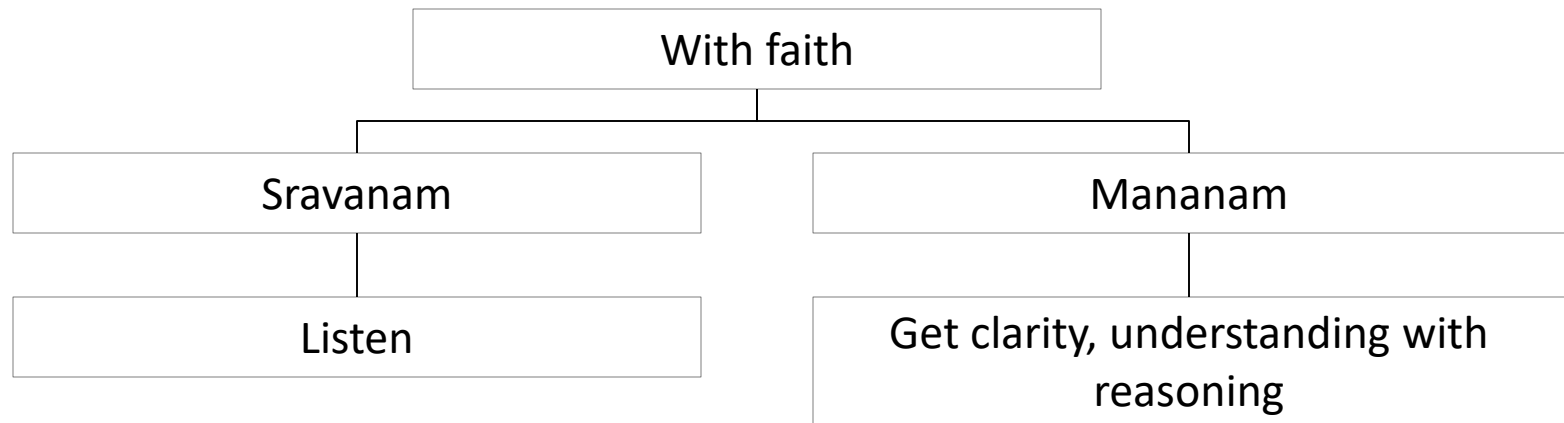 With faith
Sravanam
Mananam
Listen
Get clarity, understanding with
reasoning